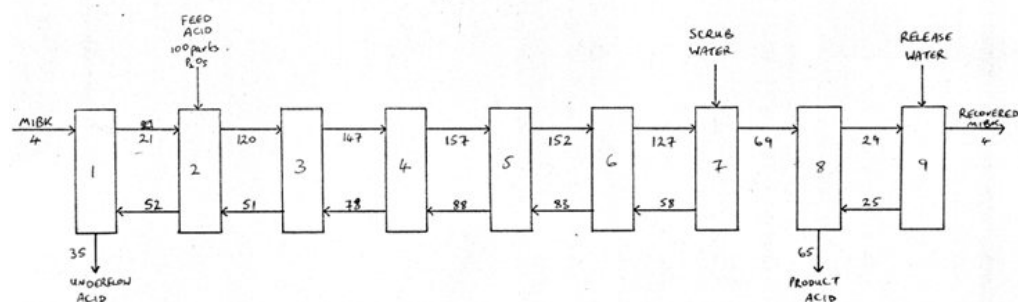 FEED
ACID
100 parts
P2O5
SCRUB
WATER
RELEASE
WATER
MIBK
4
21
120
147
157
152
127
69
29
RECOVERED
MIBK
4
1
2
3
4
5
6
7
8
9
52
51
78
88
83
58
25
35
UNDERFLOW
ACID
65
PRODUCT
ACID